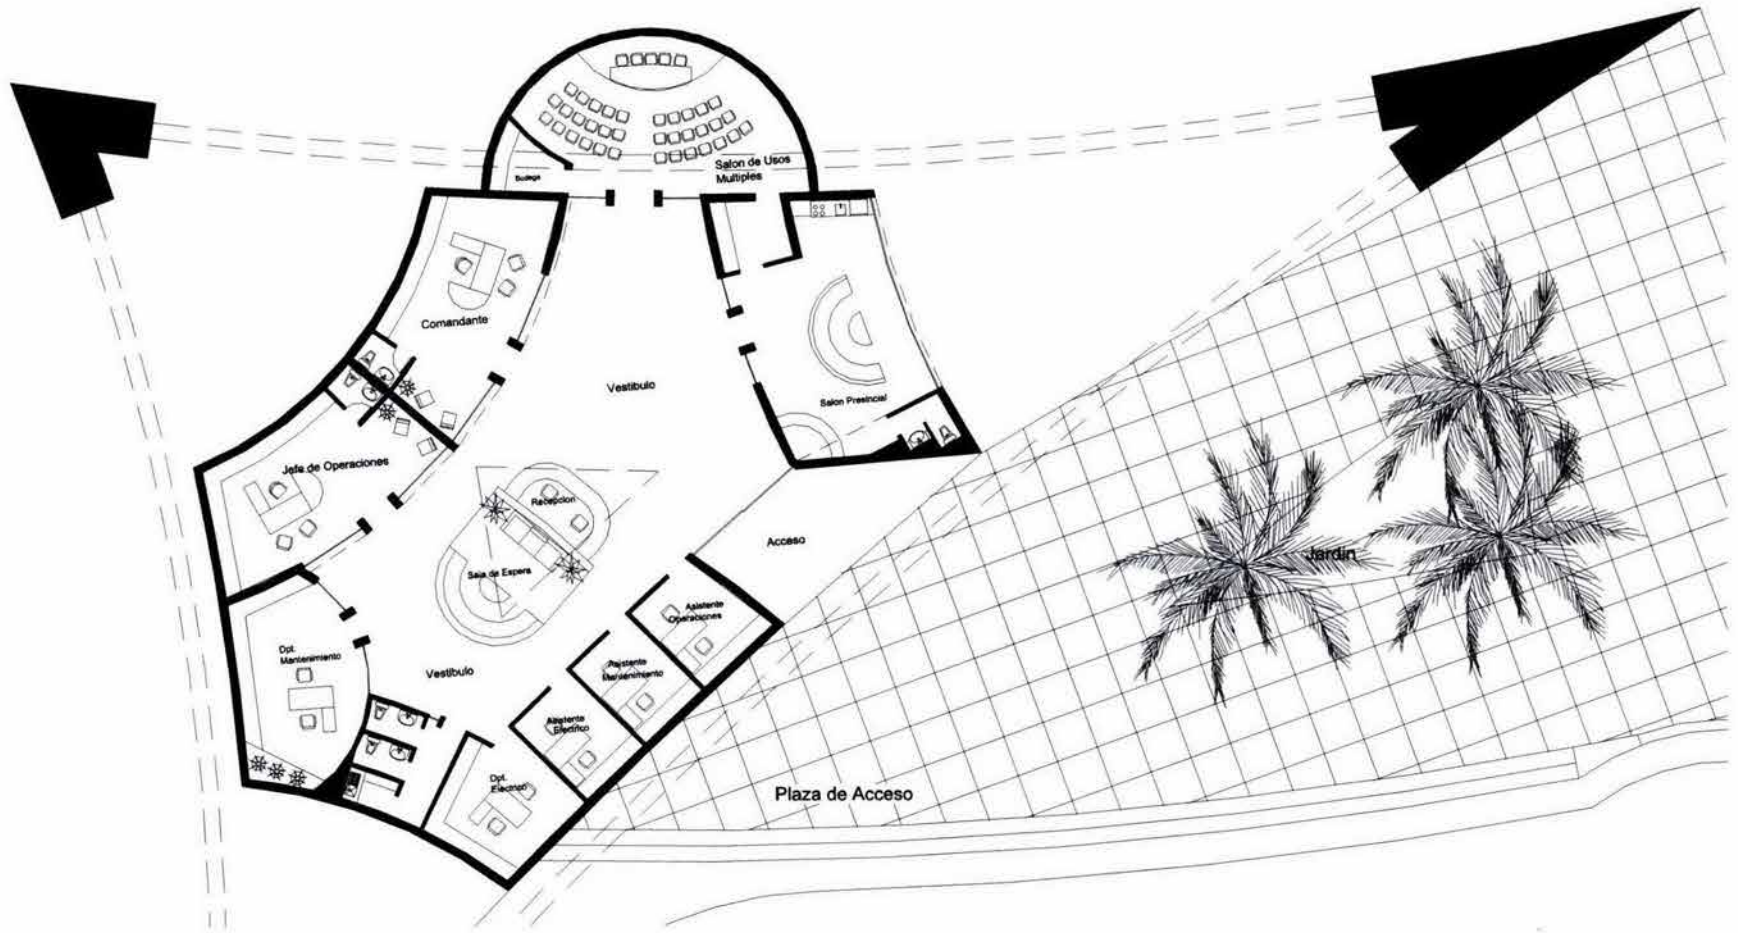 Salon de Usos
Multiples
Bodega
Comandante
Vestibulo
Salon Presincial
Jefe de Operaciones
Recepcion
Acceso
Jardin
Sala de Espera
Asistente
Operaciones
Dpt.
Mantenimiento
Asistente
Mantenimiento
Vestibulo
Asistente
Electrico
Dpt.
Electrico
Plaza de Acceso